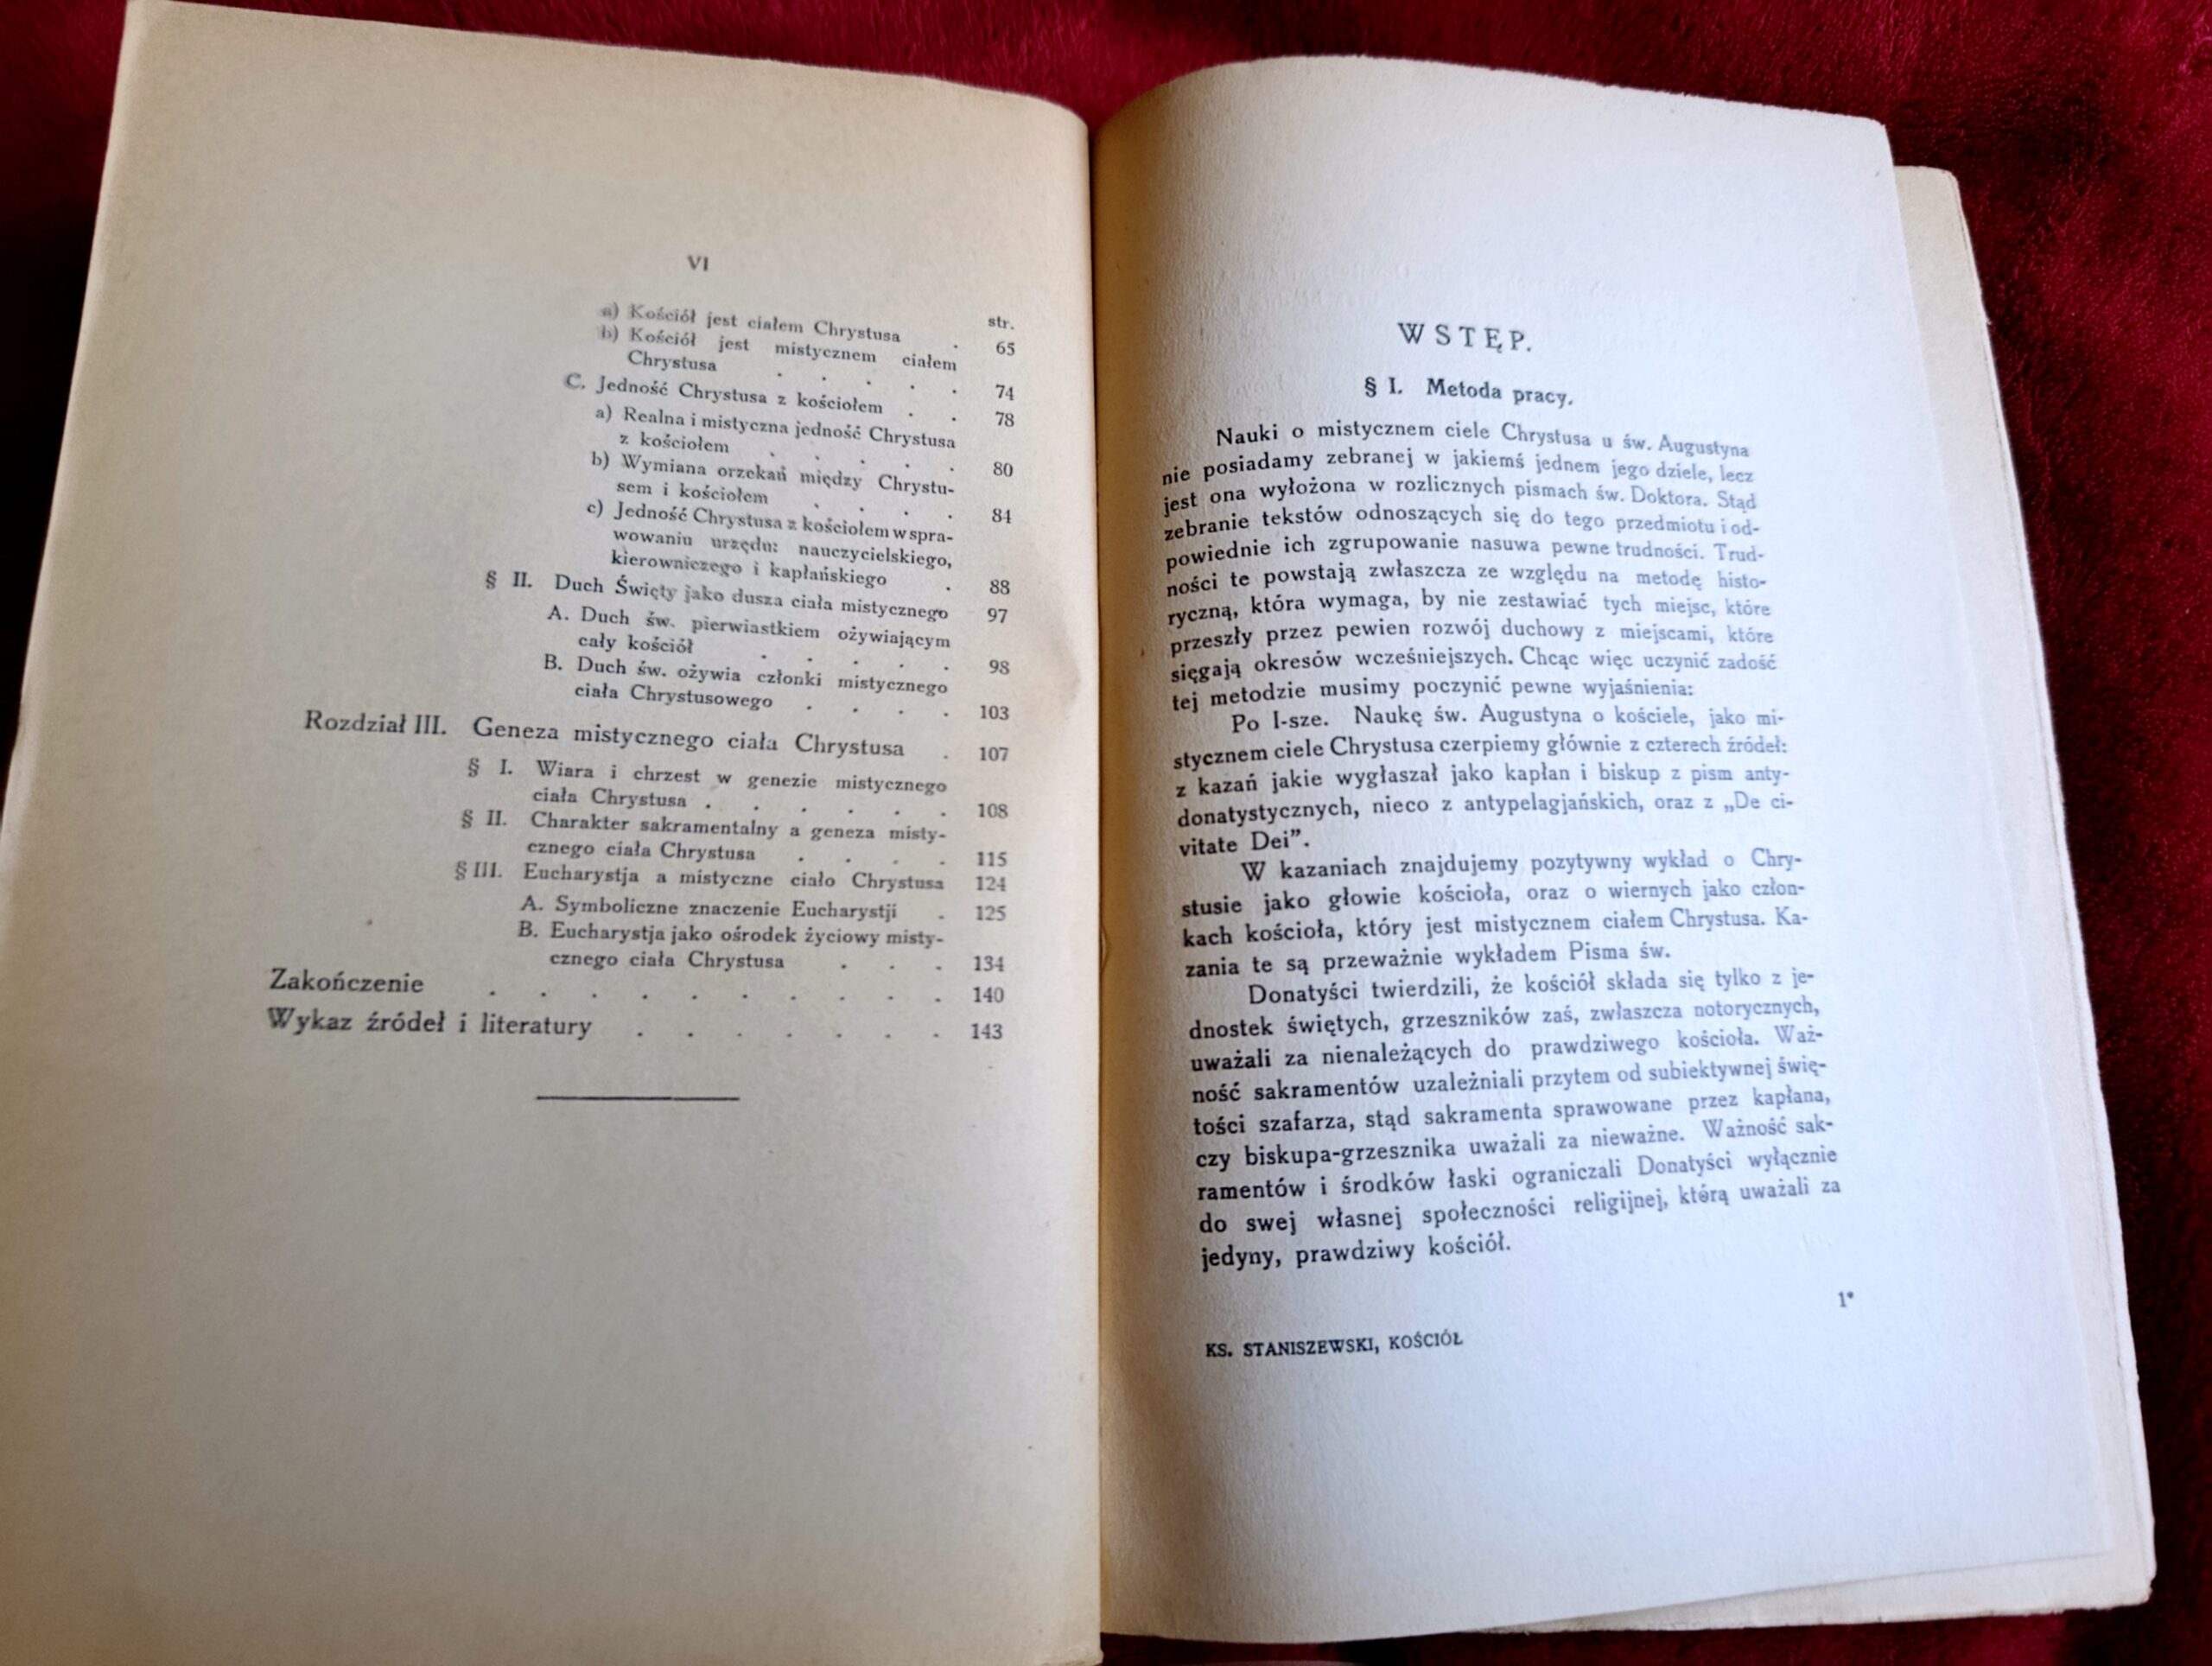 VI
str.
a) Kościół jest ciałem Chrystusa . 65
b) Kościół jest mistycznem ciałem
Chrystusa . . . . . 74
C. Jedność Chrystusa z kościołem . . 78
a) Realna i mistyczna jedność Chrystusa
z kościołem . . . . . 80
b) Wymiana orzekań między Chrystu-
sem i kościołem . . . . 84
c) Jedność Chrystusa z kościołem w spra-
wowaniu urzędu: nauczycielskiego,
kierowniczego i kapłańskiego . 88
§ II. Duch Święty jako dusza ciała mistycznego 97
A. Duch św. pierwiastkiem ożywiającym
cały kościół . . . . . 98
B. Duch św. ożywia członki mistycznego
ciała Chrystusowego . . . . 103
Rozdział III. Geneza mistycznego ciała Chrystusa . 107
§ I. Wiara i chrzest w genezie mistycznego
ciała Chrystusa . . . . . . 108
§ II. Charakter sakramentalny a geneza misty-
cznego ciała Chrystusa . . . . 115
§ III. Eucharystja a mistyczne ciało Chrystusa 124
A. Symboliczne znaczenie Eucharystji . 125
B. Eucharystja jako ośrodek życiowy misty-
cznego ciała Chrystusa . . . 134
Zakończenie . . . . . . . . . . 140
Wykaz źródeł i literatury . . . . . . 143
WSTĘP.
§ I. Metoda pracy.
Nauki o mistycznem ciele Chrystusa u św. Augustyna
nie posiadamy zebranej w jakiemś jednem jego dziele, lecz
jest ona wyłożona w rozlicznych pismach św. Doktora. Stąd
zebranie tekstów odnoszących się do tego przedmiotu i od-
powiednie ich zgrupowanie nasuwa pewne trudności. Trud-
ności te powstają zwłaszcza ze względu na metodę histo-
ryczną, która wymaga, by nie zestawiać tych miejsc, które
przeszły przez pewien rozwój duchowy z miejscami, które
sięgają okresów wcześniejszych. Chcąc więc uczynić zadość
tej metodzie musimy poczynić pewne wyjaśnienia:
Po I-sze. Naukę św. Augustyna o kościele, jako mi-
stycznem ciele Chrystusa czerpiemy głównie z czterech źródeł:
z kazań jakie wygłaszał jako kapłan i biskup z pism anty-
donatystycznych, nieco z antypelagjańskich, oraz z „De ci-
vitate Dei”.
W kazaniach znajdujemy pozytywny wykład o Chry-
stusie jako głowie kościoła, oraz o wiernych jako człon-
kach kościoła, który jest mistycznem ciałem Chrystusa. Ka-
zania te są przeważnie wykładem Pisma św.
Donatyści twierdzili, że kościół składa się tylko z je-
dnostek świętych, grzeszników zaś, zwłaszcza notorycznych,
uważali za nienależących do prawdziwego kościoła. Waż-
ność sakramentów uzależniali przytem od subiektywnej świę-
tości szafarza, stąd sakramenta sprawowane przez kapłana,
czy biskupa-grzesznika uważali za nieważne. Ważność sak-
ramentów i środków łaski ograniczali Donatyści wyłącznie
do swej własnej społeczności religijnej, którą uważali za
jedyny, prawdziwy kościół.
1*
KS. STANISZEWSKI, KOŚCIÓŁ